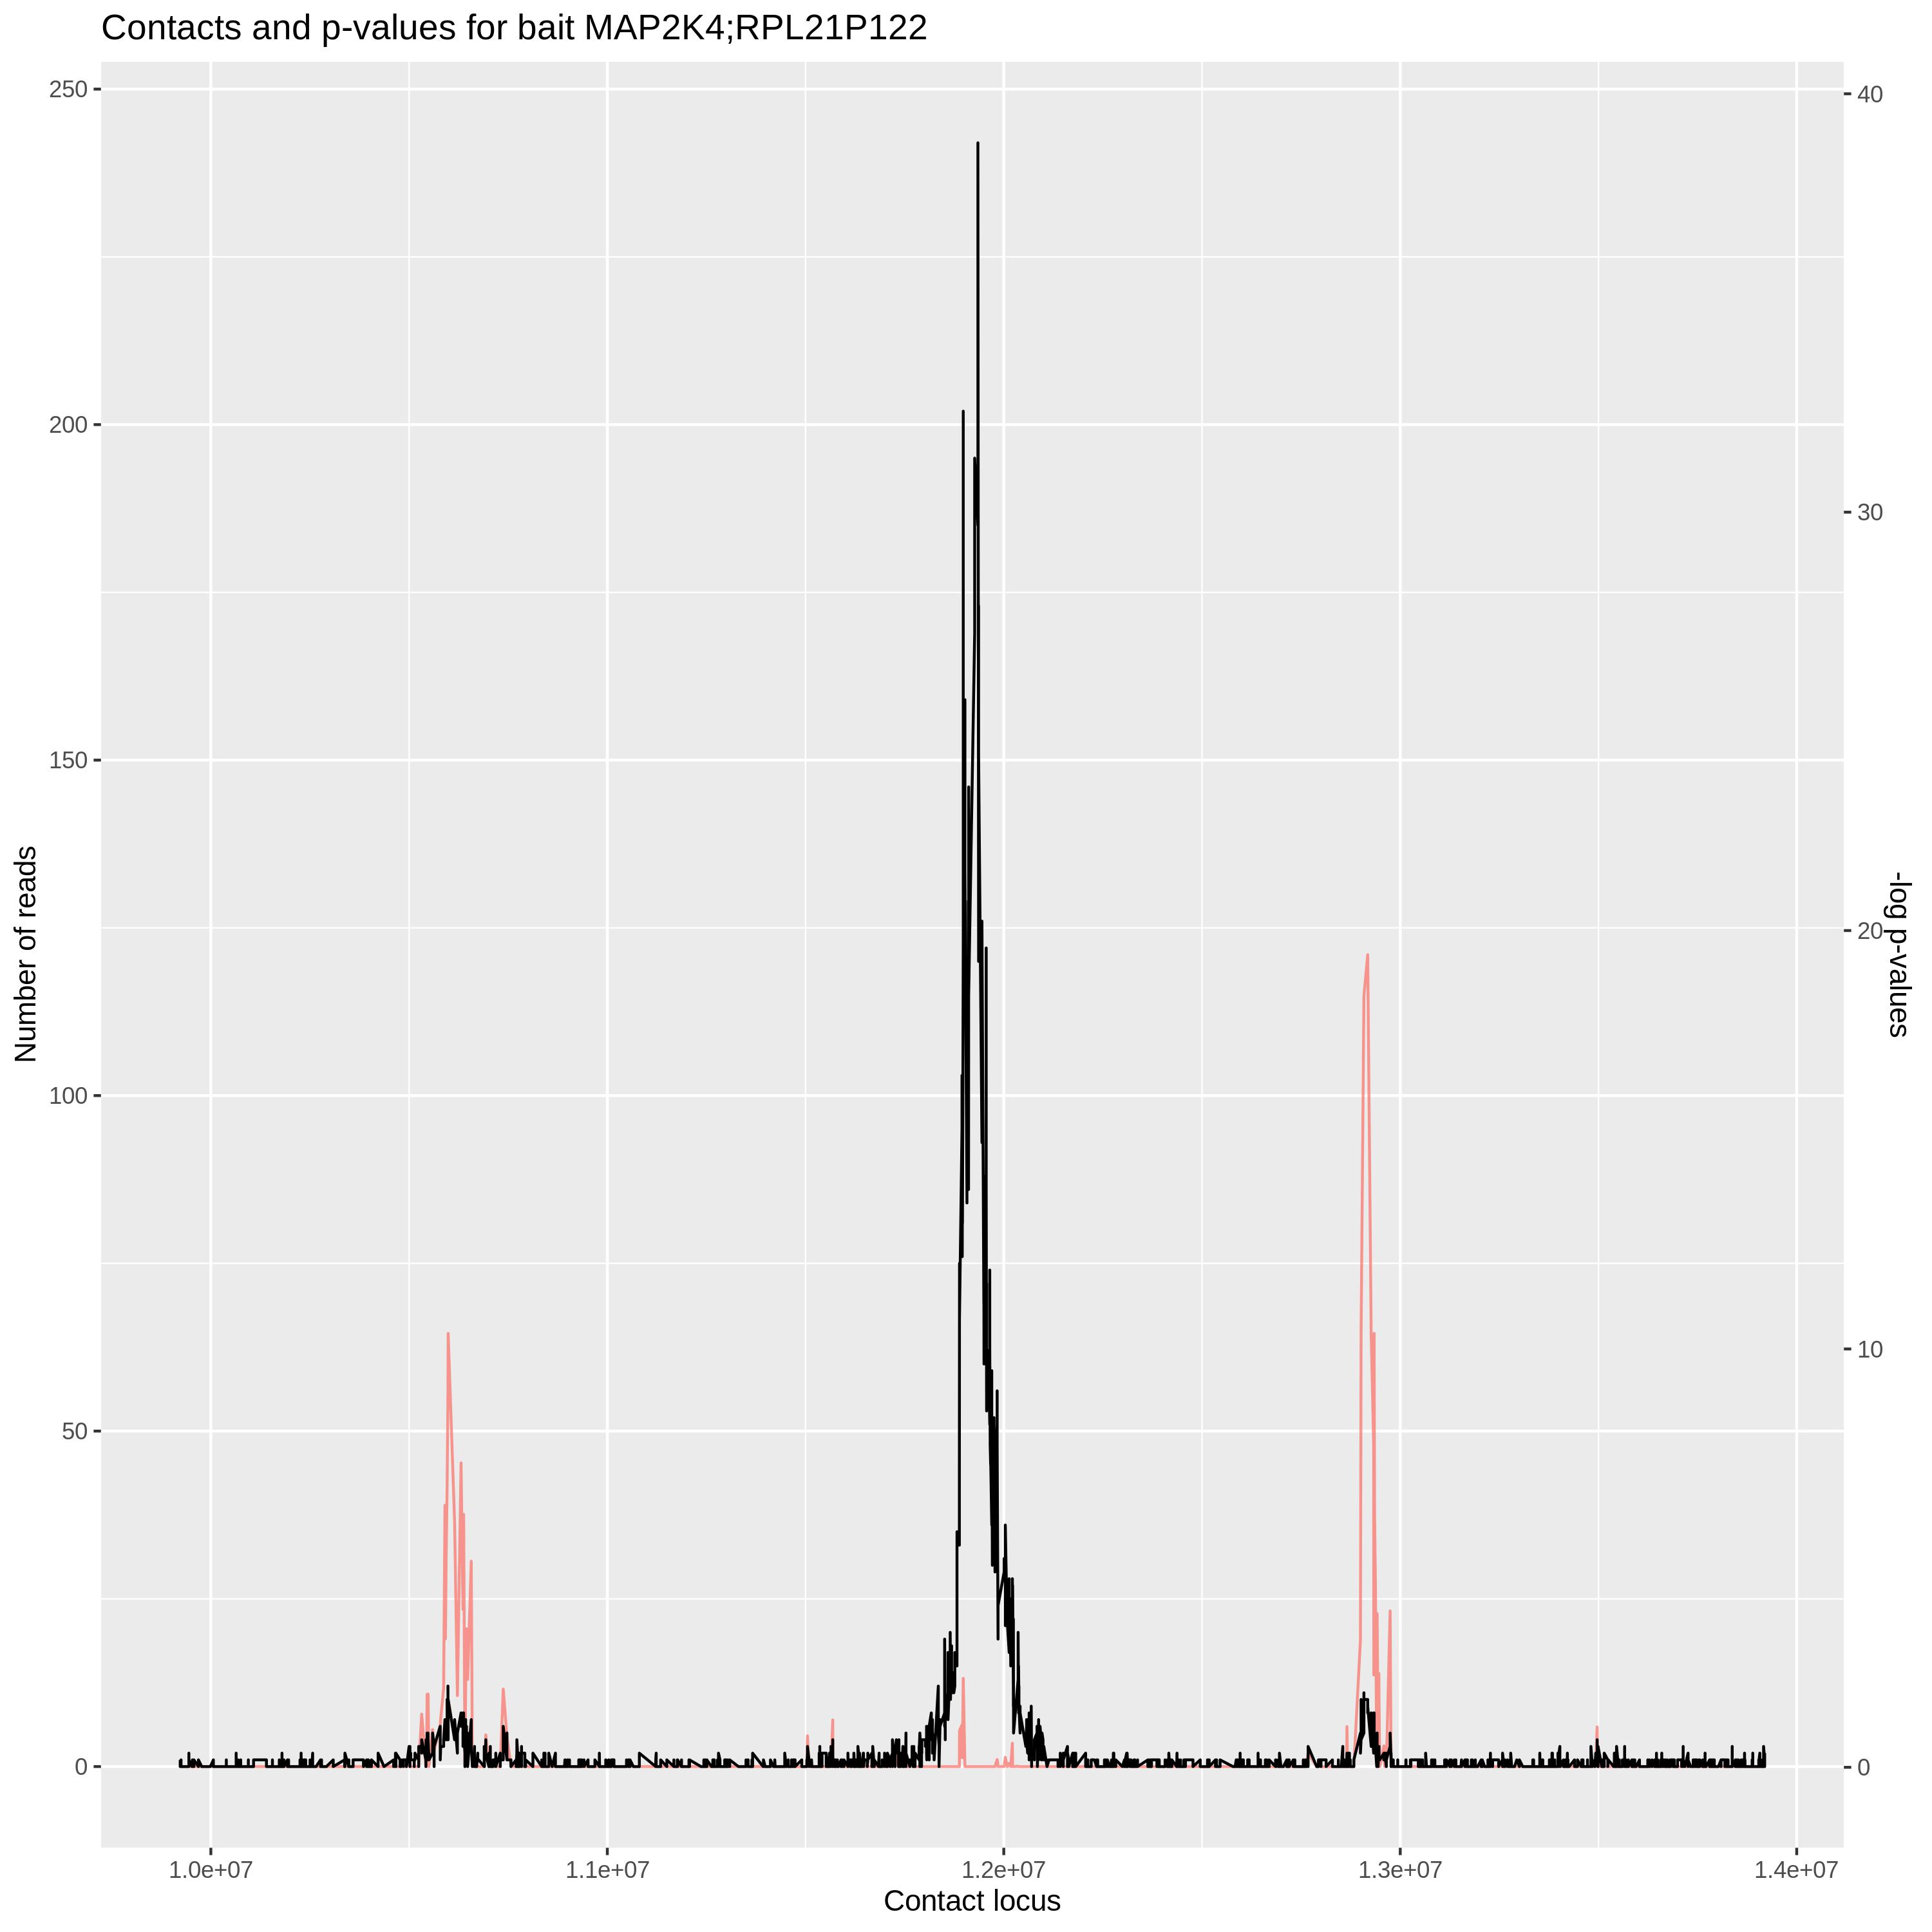 Contacts and p-values for bait MAP2K4;RPL21P122
250
200
150
100
50
0
Number of reads
40
30
20
10
0
-log p-values
1.0e+07 1.1e+07 1.2e+07 1.3e+07 1.4e+07
Contact locus